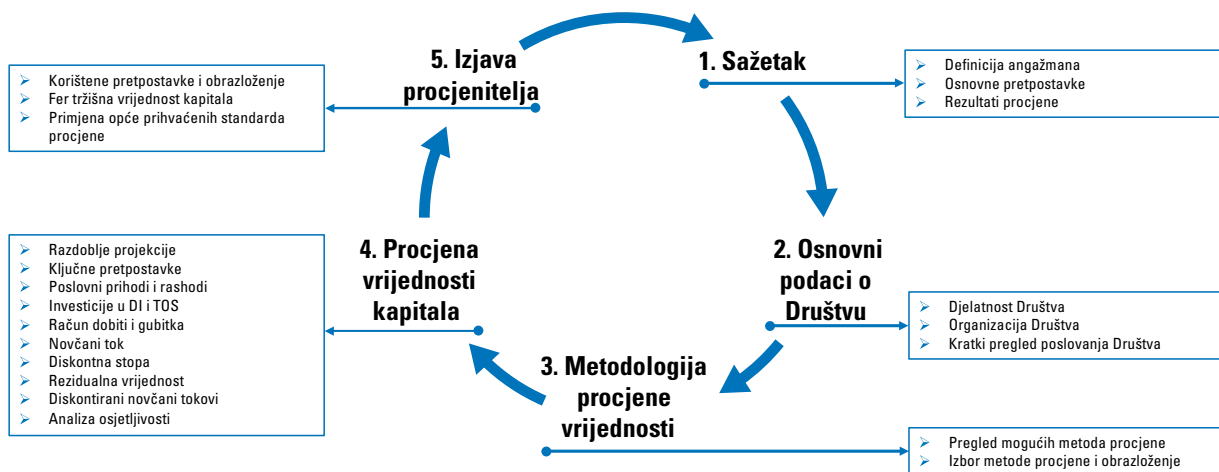 1. Sažetak
Definicija angažmana
Osnovne pretpostavke
Rezultati procjene
2. Osnovni
podaci o
Društvu
Djelatnost Društva
Organizacija Društva
Kratki pregled poslovanja Društva
3. Metodologija
procjene
vrijednosti
Pregled mogućih metoda procjene
Izbor metode procjene i obrazloženje
4. Procjena
vrijednosti
kapitala
Razdoblje projekcije
Ključne pretpostavke
Poslovni prihodi i rashodi
Investicije u DI i TOS
Račun dobiti i gubitka
Novčani tok
Diskontna stopa
Rezidualna vrijednost
Diskontirani novčani tokovi
Analiza osjetljivosti
5. Izjava
procjenitelja
Korištene pretpostavke i obrazloženje
Fer tržišna vrijednost kapitala
Primjena opće prihvaćenih standarda
procjene